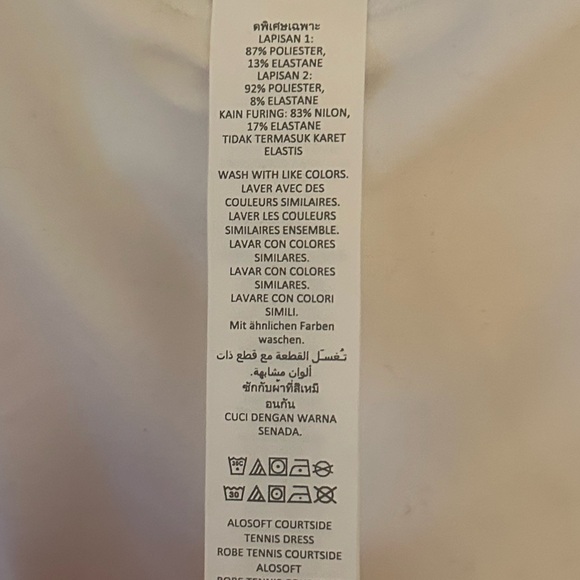 ดพิเศษเฉพาะ
LAPISAN 1:
87% POLIESTER,
13% ELASTANE
LAPISAN 2:
92% POLIESTER,
8% ELASTANE
KAIN FURING: 83% NILON,
17% ELASTANE
TIDAK TERMASUK KARET
ELASTIS
WASH WITH LIKE COLORS.
LAVER AVEC DES
COULEURS SIMILAIRES.
LAVER LES COULEURS
SIMILAIRES ENSEMBLE.
LAVAR CON COLORES
SIMILARES.
LAVAR CON COLORES
SIMILARES.
LAVARE CON COLORI
SIMILI.
Mit ähnlichen Farben
waschen.
تُغسَل القطعة مع قطع ذات
ألوان مشابهة.
ซักกับผ้าที่สีเหมื
อนกัน
CUCI DENGAN WARNA
SENADA.
30C
30
ALOSOFT COURTSIDE
TENNIS DRESS
ROBE TENNIS COURTSIDE
ALOSOFT